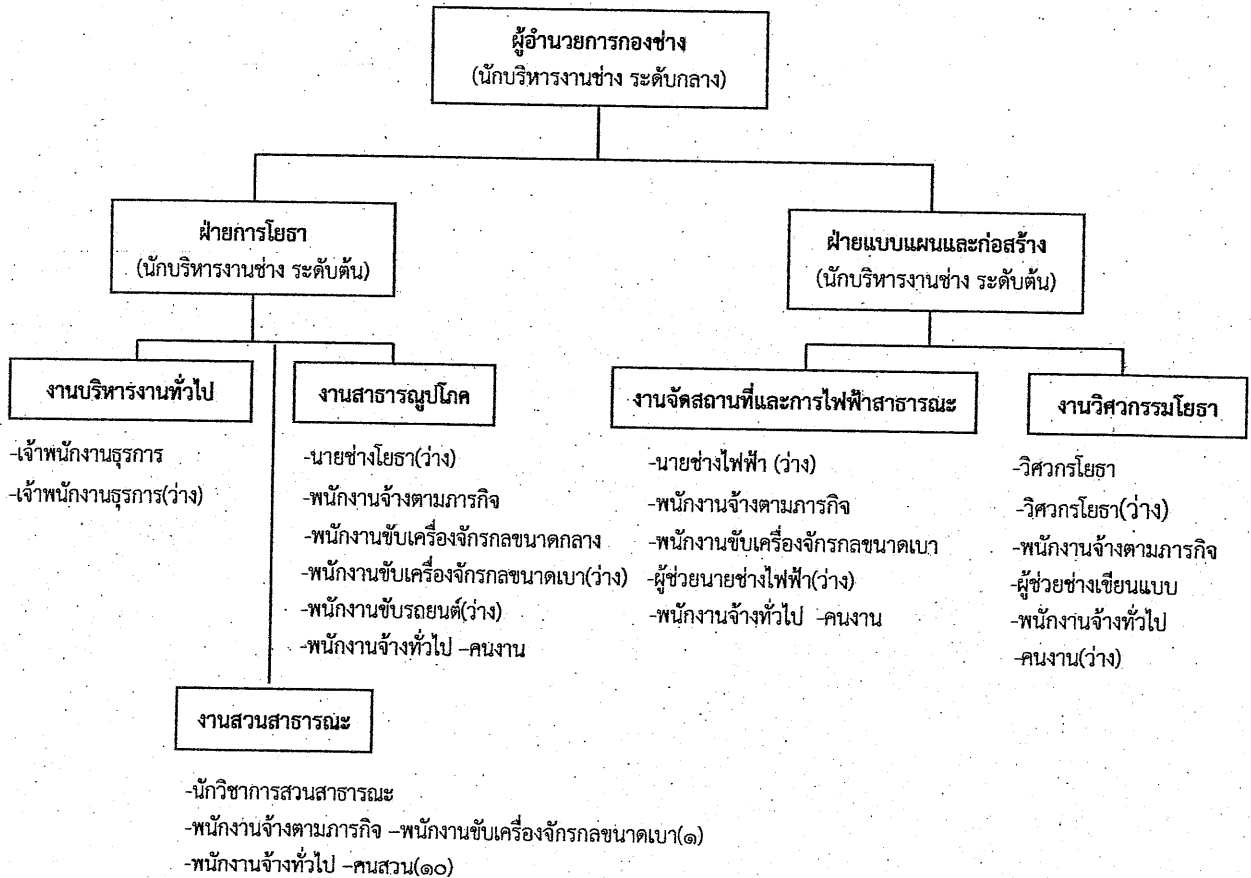 ผู้อำนวยการกองช่าง
(นักบริหารงานช่าง ระดับกลาง)
ฝ่ายการโยธา
(นักบริหารงานช่าง ระดับต้น)
ฝ่ายแบบแผนและก่อสร้าง
(นักบริหารงานช่าง ระดับต้น)
งานบริหารงานทั่วไป
-เจ้าพนักงานธุรการ
-เจ้าพนักงานธุรการ(ว่าง)
งานสาธารณูปโภค
-นายช่างโยธา(ว่าง)
-พนักงานจ้างตามภารกิจ
-พนักงานขับเครื่องจักรกลขนาดกลาง
-พนักงานขับเครื่องจักรกลขนาดเบา(ว่าง)
-พนักงานขับรถยนต์(ว่าง)
-พนักงานจ้างทั่วไป –คนงาน
งานจัดสถานที่และการไฟฟ้าสาธารณะ
-นายช่างไฟฟ้า (ว่าง)
-พนักงานจ้างตามภารกิจ
-พนักงานขับเครื่องจักรกลขนาดเบา
-ผู้ช่วยนายช่างไฟฟ้า(ว่าง)
-พนักงานจ้างทั่วไป -คนงาน
งานวิศวกรรมโยธา
-วิศวกรโยธา
-วิศวกรโยธา(ว่าง)
-พนักงานจ้างตามภารกิจ
-ผู้ช่วยช่างเขียนแบบ
-พนักงานจ้างทั่วไป
-คนงาน(ว่าง)
งานสวนสาธารณะ
-นักวิชาการสวนสาธารณะ
-พนักงานจ้างตามภารกิจ –พนักงานขับเครื่องจักรกลขนาดเบา(๑)
-พนักงานจ้างทั่วไป –คนสวน(๑๐)